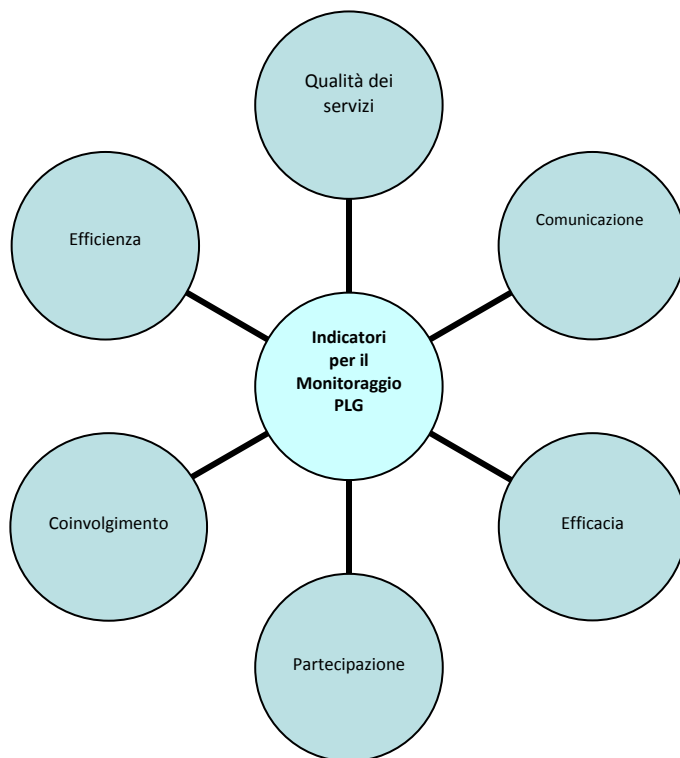 Qualità dei
servizi
Comunicazione
Efficienza
Indicatori
per il
Monitoraggio
PLG
Coinvolgimento
Efficacia
Partecipazione